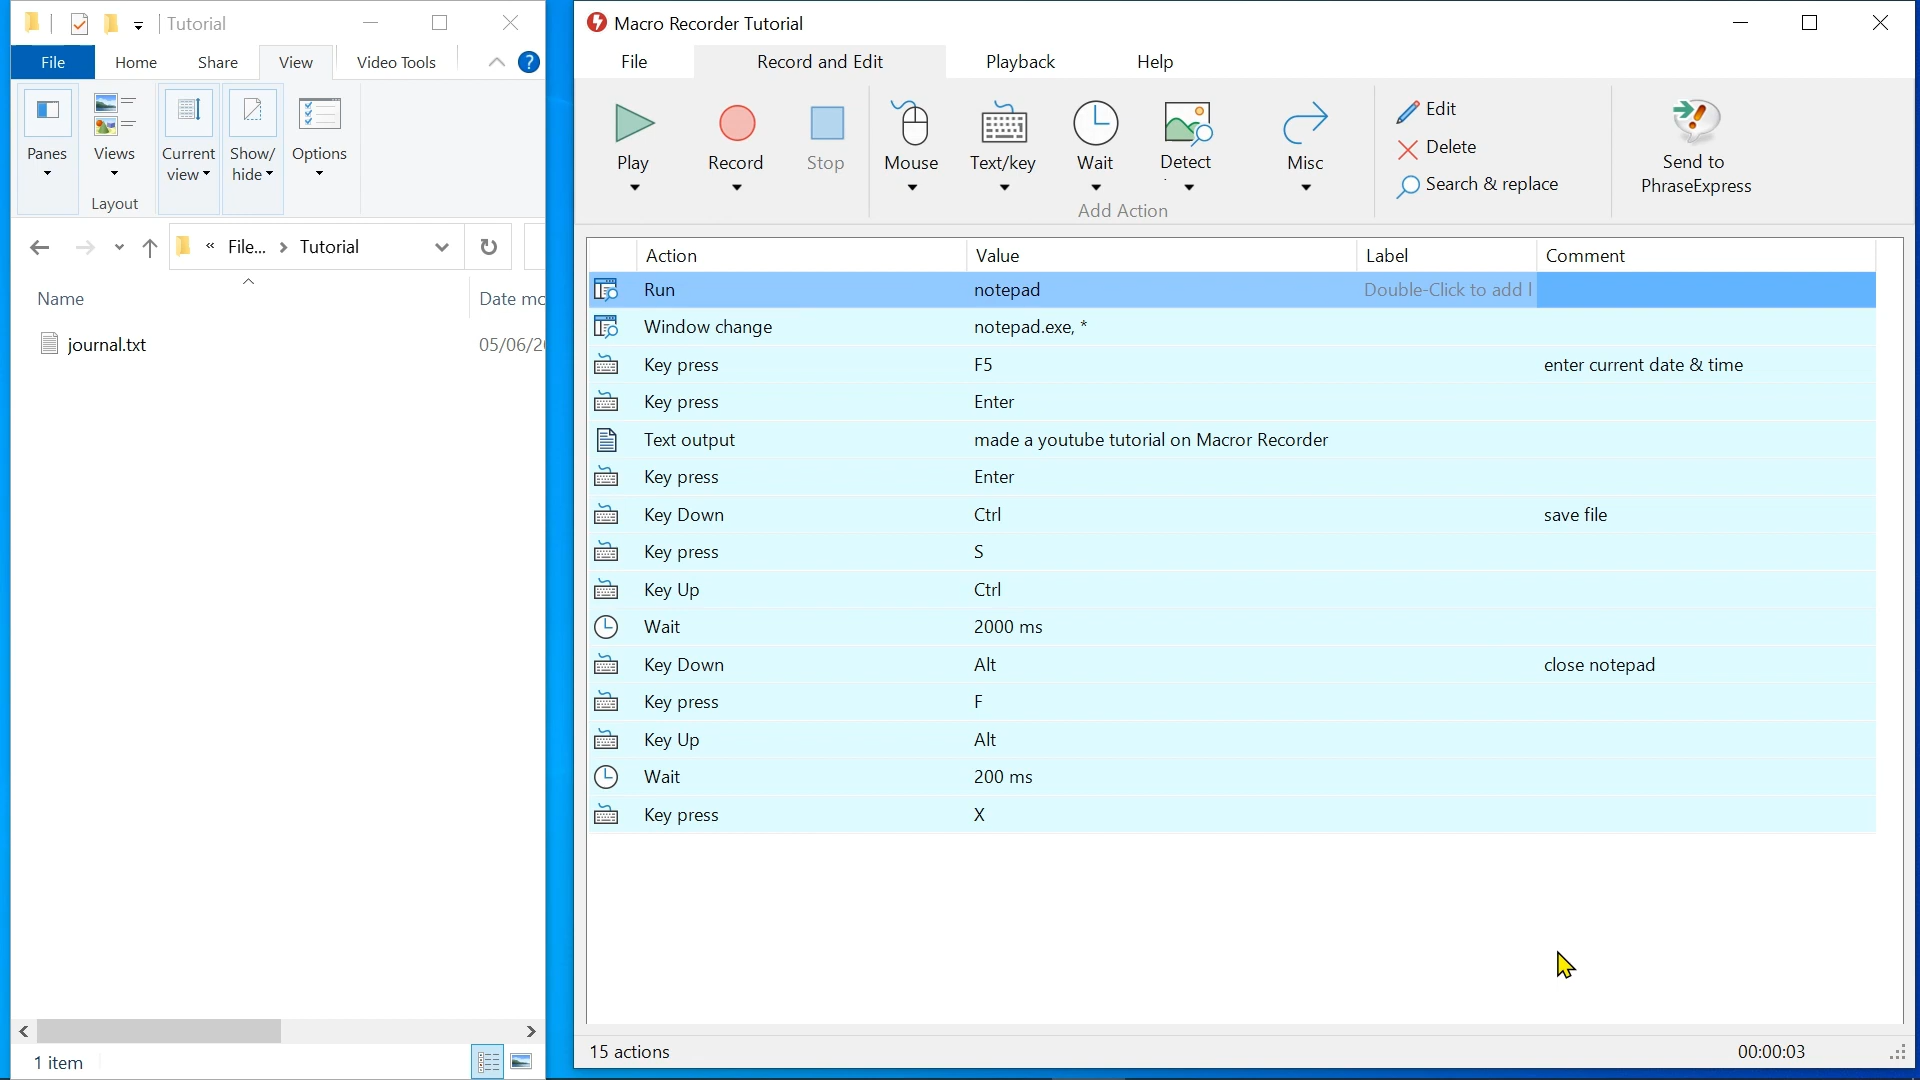 Tutorial
File Home Share View Video Tools ?
Panes Views Current view Show/ hide Options
Layout
« File... > Tutorial
Name Date mo
journal.txt 05/06/20
1 item
Macro Recorder Tutorial
File Record and Edit Playback Help
Play Record Stop Mouse Text/key Wait Detect Misc
Add Action
Edit
Delete
Search & replace
Send to
PhraseExpress
Action Value Label Comment
Run notepad Double-Click to add l
Window change notepad.exe, *
Key press F5 enter current date & time
Key press Enter
Text output made a youtube tutorial on Macror Recorder
Key press Enter
Key Down Ctrl save file
Key press S
Key Up Ctrl
Wait 2000 ms
Key Down Alt close notepad
Key press F
Key Up Alt
Wait 200 ms
Key press X
15 actions 00:00:03